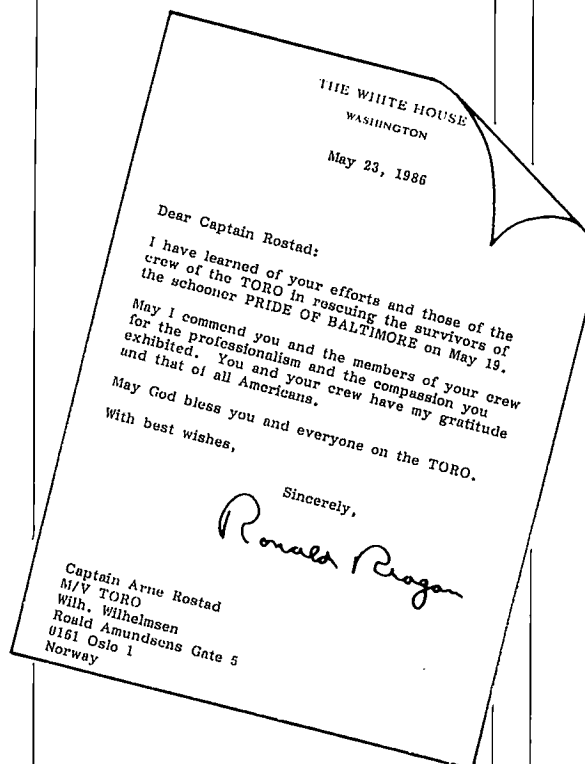 THE WHITE HOUSE
WASHINGTON
May 23, 1986
Dear Captain Rostad:
I have learned of your efforts and those of the
crew of the TORO in rescuing the survivors of
the schooner PRIDE OF BALTIMORE on May 19.
May I commend you and the members of your crew
for the professionalism and the compassion you
exhibited. You and your crew have my gratitude
and that of all Americans.
May God bless you and everyone on the TORO.
With best wishes,
Sincerely,
Ronald Reagan
Captain Arne Rostad
M/V TORO
Wilh. Wilhelmsen
Roald Amundsens Gate 5
0161 Oslo 1
Norway